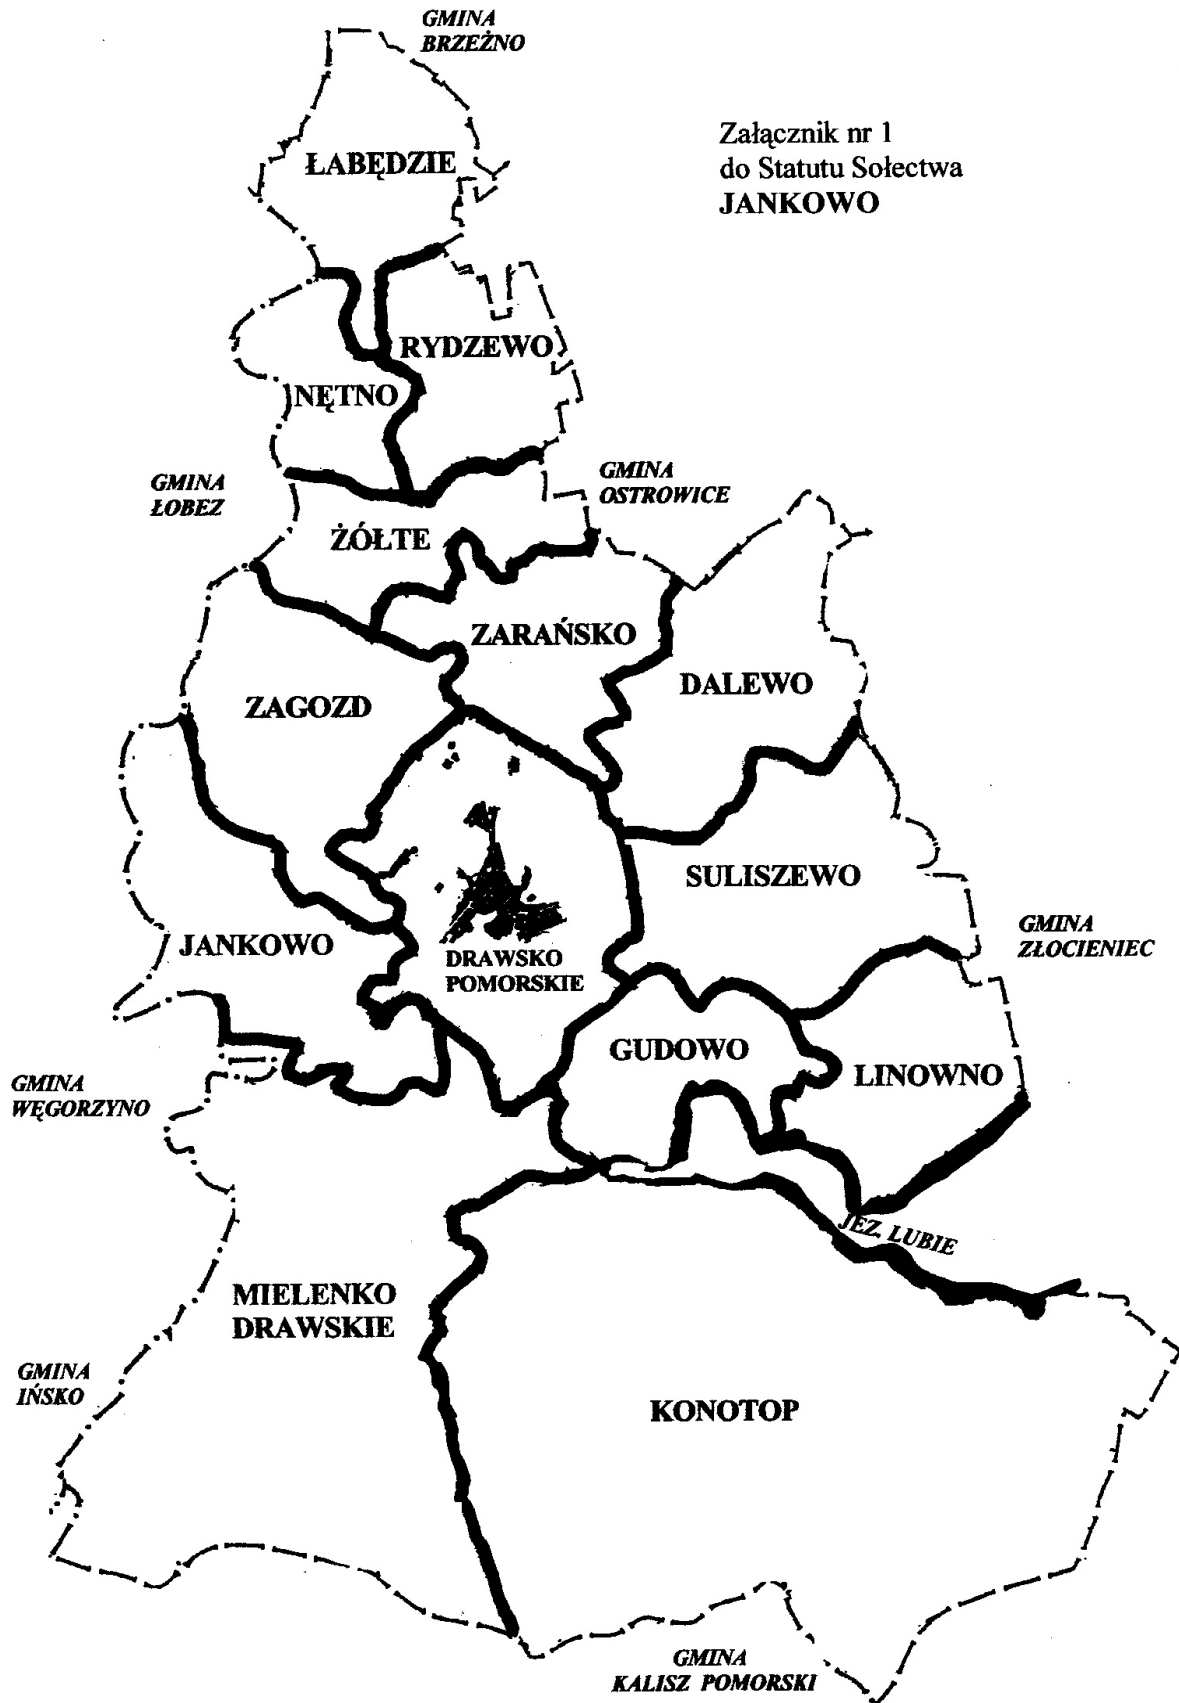 GMINA
BRZEŻNO
Załącznik nr 1
do Statutu Sołectwa
JANKOWO
ŁABĘDZIE
RYDZEWO
NĘTNO
GMINA
ŁOBEZ
GMINA
OSTROWICE
ŻÓŁTE
ZARAŃSKO
DALEWO
ZAGOZD
SULISZEWO
JANKOWO
DRAWSKO
POMORSKIE
GMINA
ZŁOCIENIEC
GUDOWO
LINOWNO
GMINA
WĘGORZYNO
JEZ. LUBIE
MIELENKO
DRAWSKIE
GMINA
IŃSKO
KONOTOP
GMINA
KALISZ POMORSKI